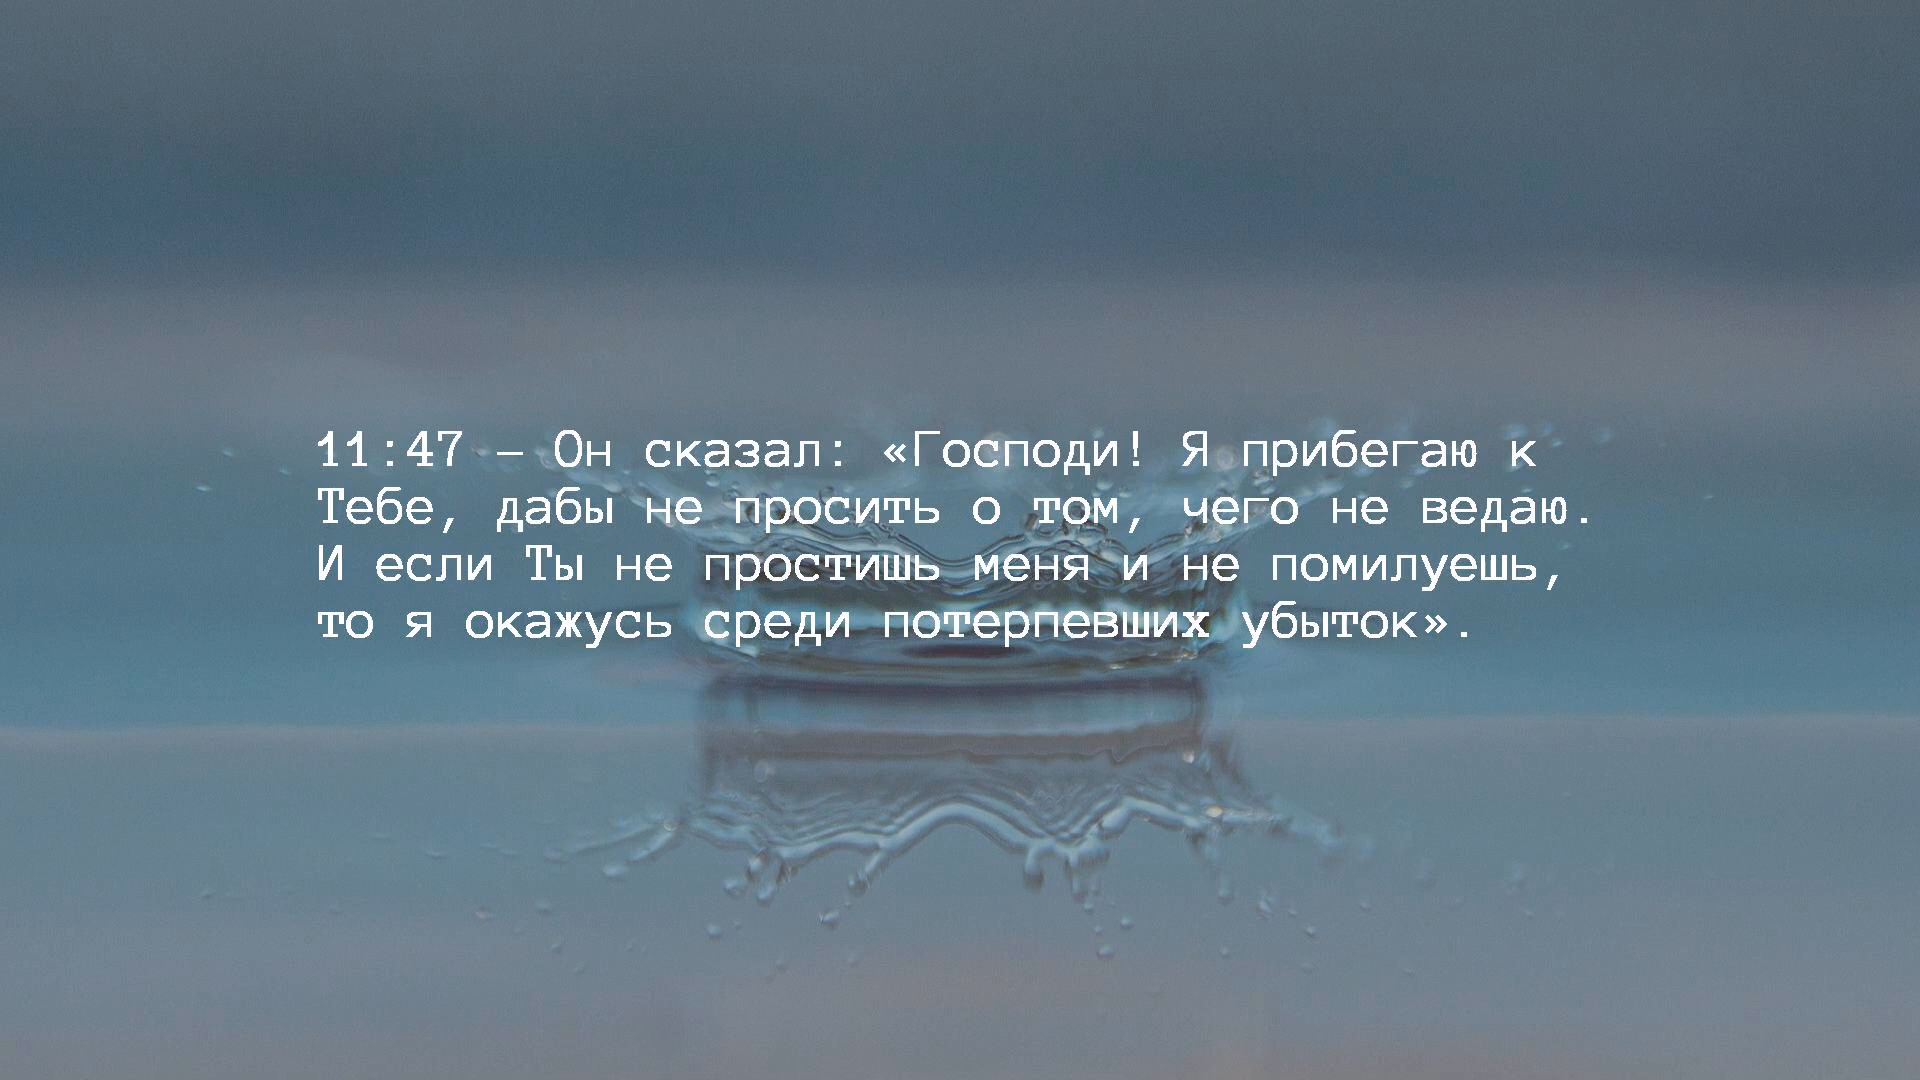 11:47 – Он сказал: «Господи! Я прибегаю к
Тебе, дабы не просить о том, чего не ведаю.
И если Ты не простишь меня и не помилуешь,
то я окажусь среди потерпевших убыток».